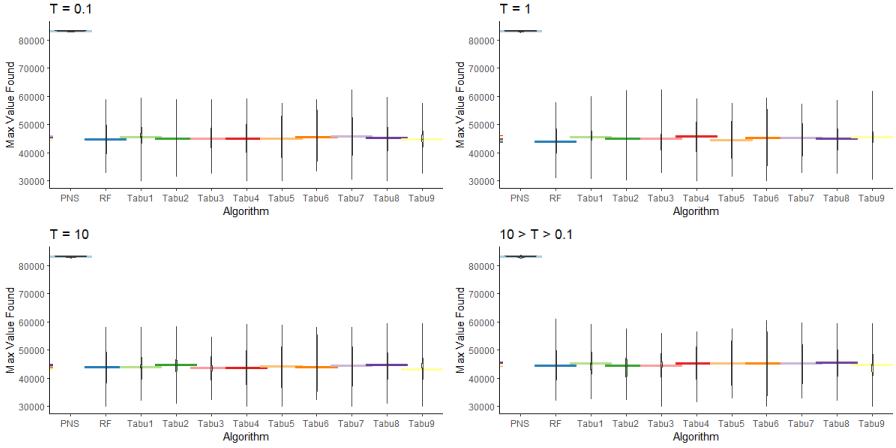 T = 0.1
Max Value Found
80000
70000
60000
50000
40000
30000
PNS RF Tabu1 Tabu2 Tabu3 Tabu4 Tabu5 Tabu6 Tabu7 Tabu8 Tabu9
Algorithm
T = 1
Max Value Found
80000
70000
60000
50000
40000
30000
PNS RF Tabu1 Tabu2 Tabu3 Tabu4 Tabu5 Tabu6 Tabu7 Tabu8 Tabu9
Algorithm
T = 10
Max Value Found
80000
70000
60000
50000
40000
30000
PNS RF Tabu1 Tabu2 Tabu3 Tabu4 Tabu5 Tabu6 Tabu7 Tabu8 Tabu9
Algorithm
10 > T > 0.1
Max Value Found
80000
70000
60000
50000
40000
30000
PNS RF Tabu1 Tabu2 Tabu3 Tabu4 Tabu5 Tabu6 Tabu7 Tabu8 Tabu9
Algorithm